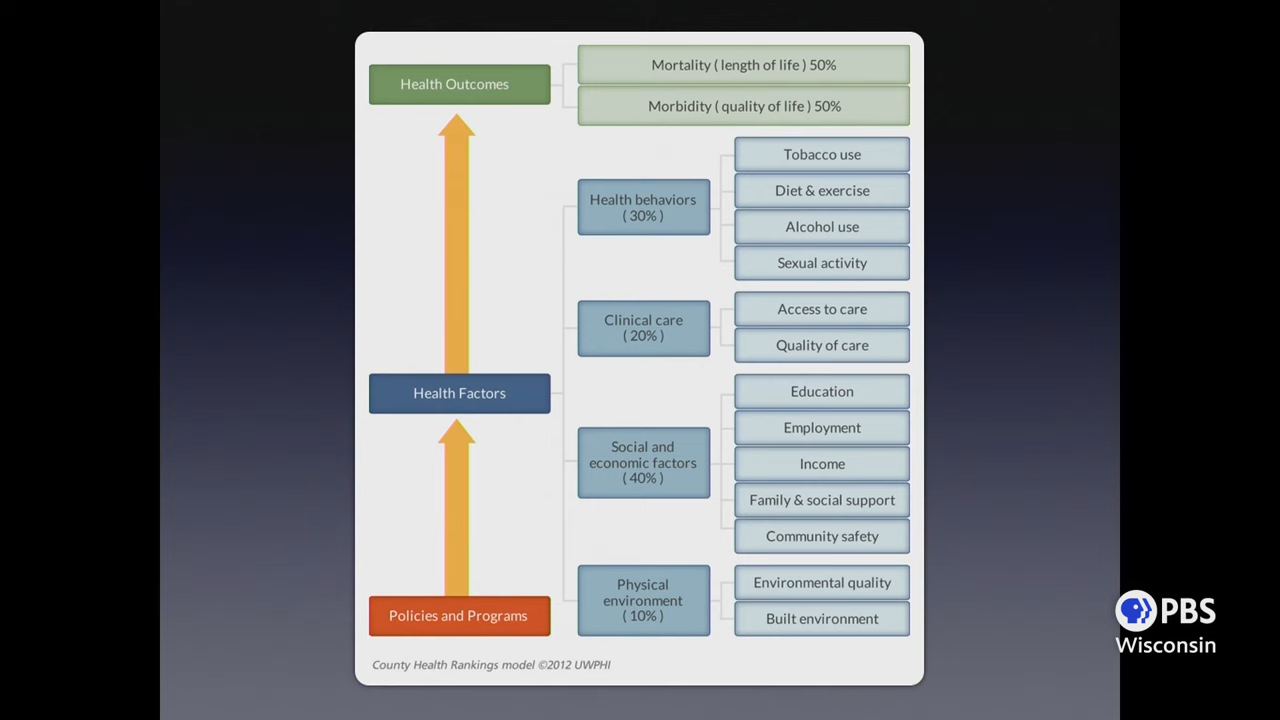 Health Outcomes
Mortality ( length of life ) 50%
Morbidity ( quality of life ) 50%
Health Factors
Health behaviors
( 30% )
Tobacco use
Diet & exercise
Alcohol use
Sexual activity
Clinical care
( 20% )
Access to care
Quality of care
Social and
economic factors
( 40% )
Education
Employment
Income
Family & social support
Community safety
Physical
environment
( 10% )
Environmental quality
Built environment
Policies and Programs
County Health Rankings model ©2012 UWPHI
PBS
Wisconsin